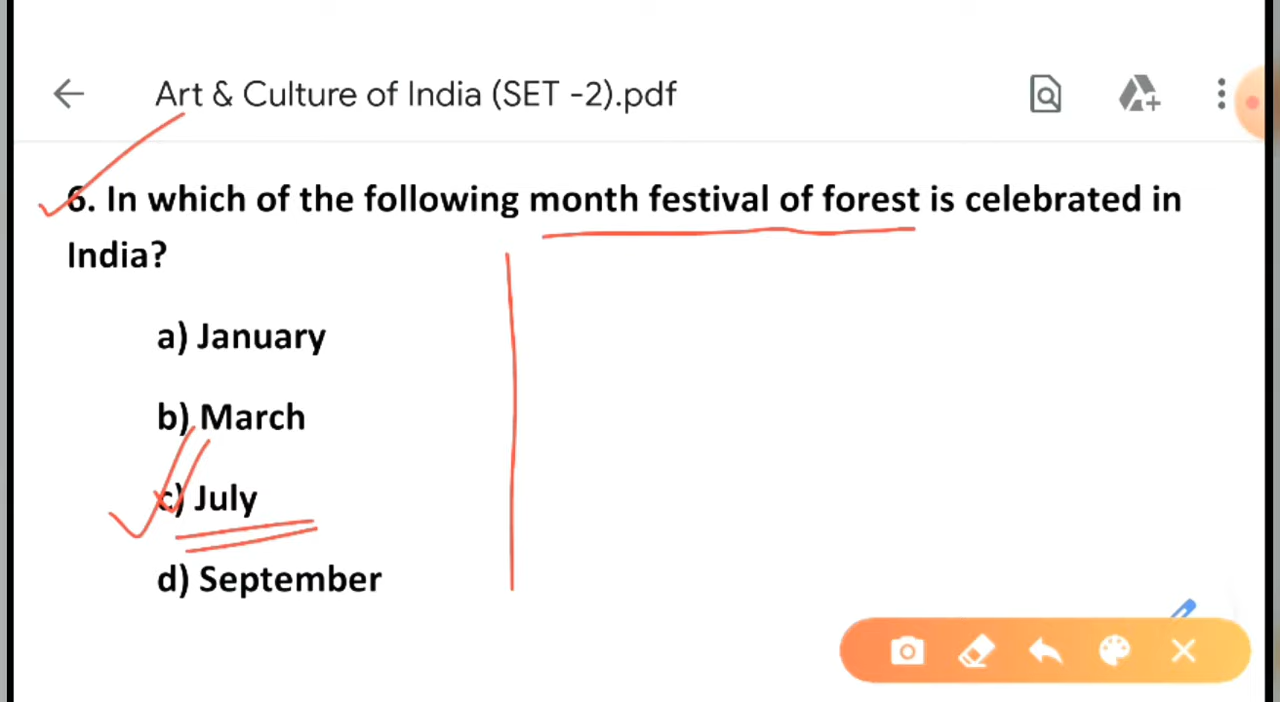 Art & Culture of India (SET -2).pdf
6. In which of the following month festival of forest is celebrated in
India?
a) January
b) March
c) July
d) September